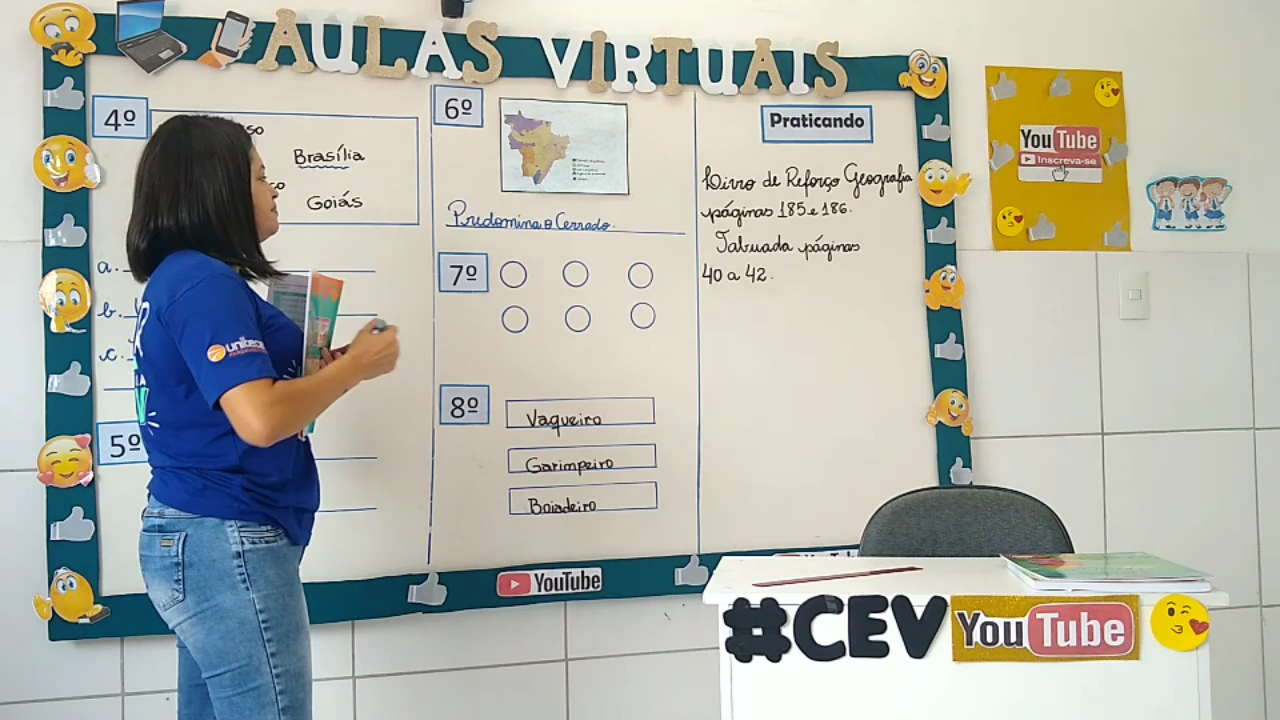 AULAS VIRTUAIS
4º
so
Brasília
o
Goiás
a.
b.
c.
5º
6º
Predomina o Cerrado.
7º
8º
Vaqueiro
Garimpeiro
Boiadeiro
Praticando
Livro de Reforço Geografia
páginas 185 e 186.
Tabuada páginas
40 a 42.
YouTube
Inscreva-se
YouTube
#CEV YouTube